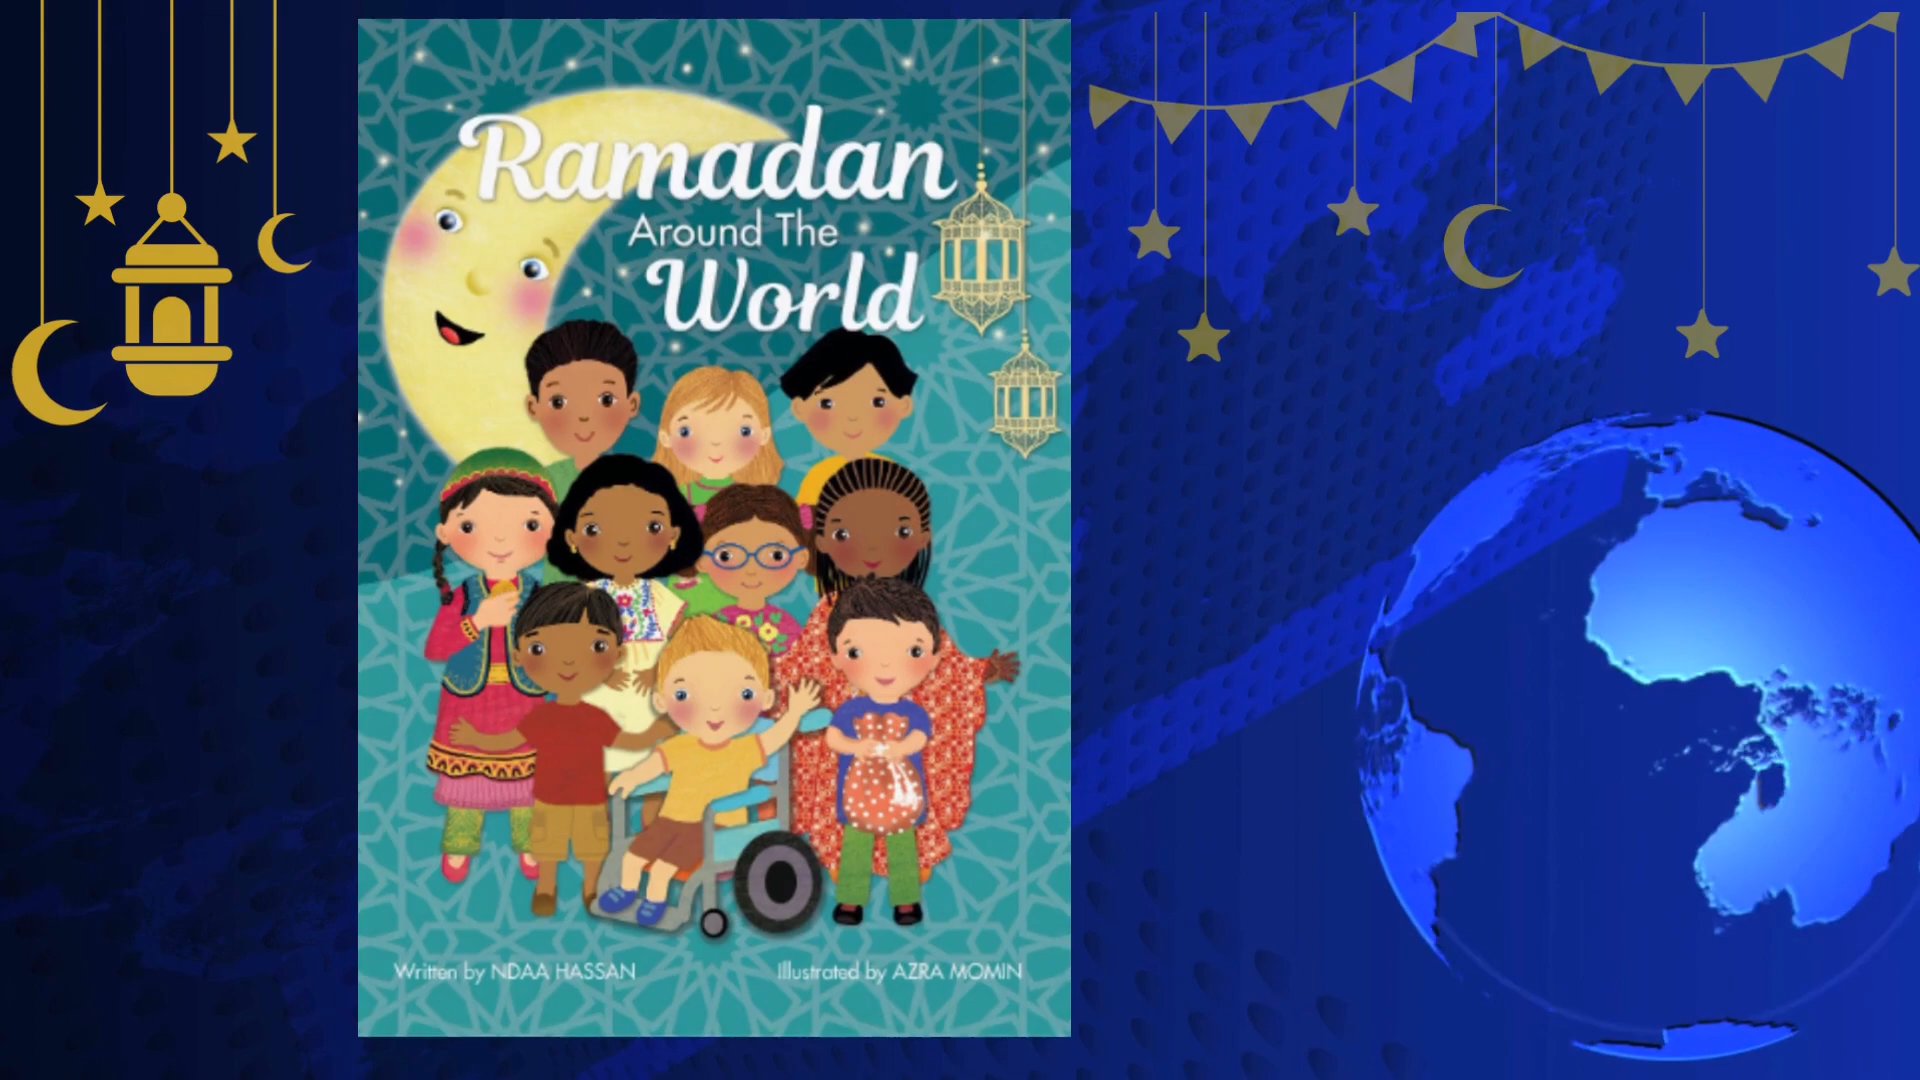 Ramadan
Around The
World
Written by NDAA HASSAN
Illustrated by AZRA MOMIN